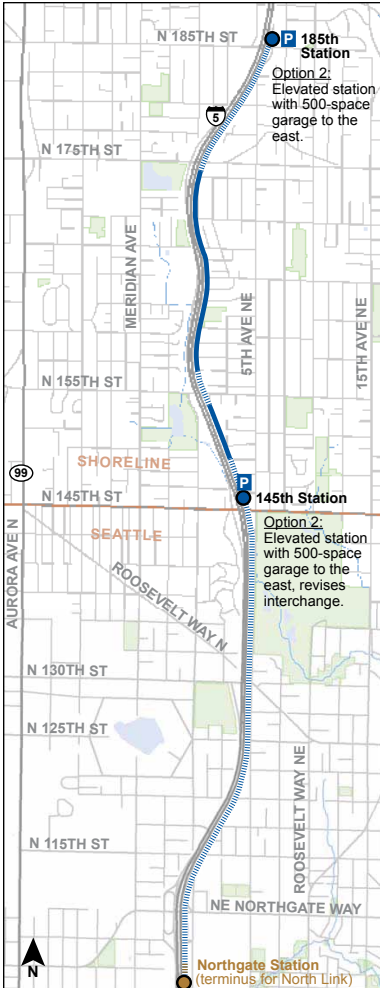 N 185TH ST
P
185th
Station
Option 2:
Elevated station
with 500-space
garage to the
east.
5
N 175TH ST
MERIDIAN AVE
5TH AVE NE
15TH AVE NE
N 155TH ST
SHORELINE
99
P
N 145TH ST
145th Station
SEATTLE
Option 2:
Elevated station
with 500-space
garage to the
east, revises
interchange.
AURORA AVE N
ROOSEVELT WAY N
N 130TH ST
N 125TH ST
ROOSEVELT WAY NE
N 115TH ST
NE NORTHGATE WAY
N
Northgate Station
(terminus for North Link)